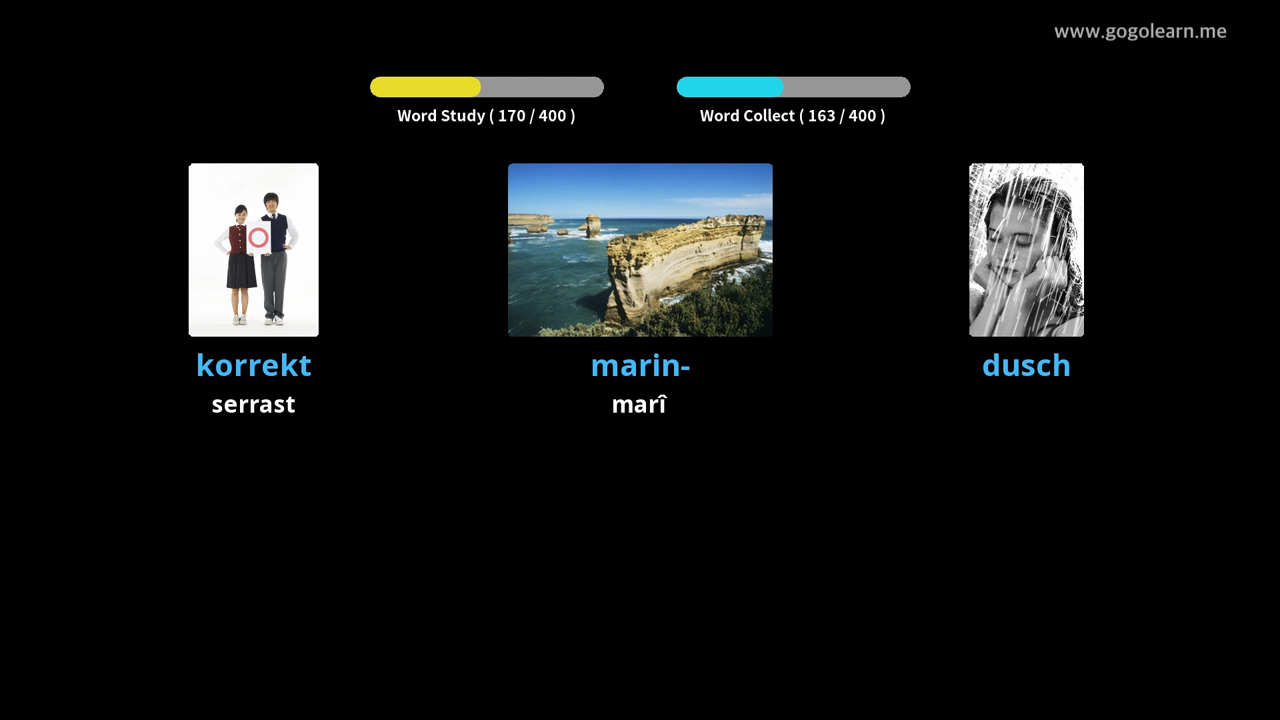 www.gogolearn.me
Word Study ( 170 / 400 )
Word Collect ( 163 / 400 )
korrekt
serrast
marin-
marî
dusch